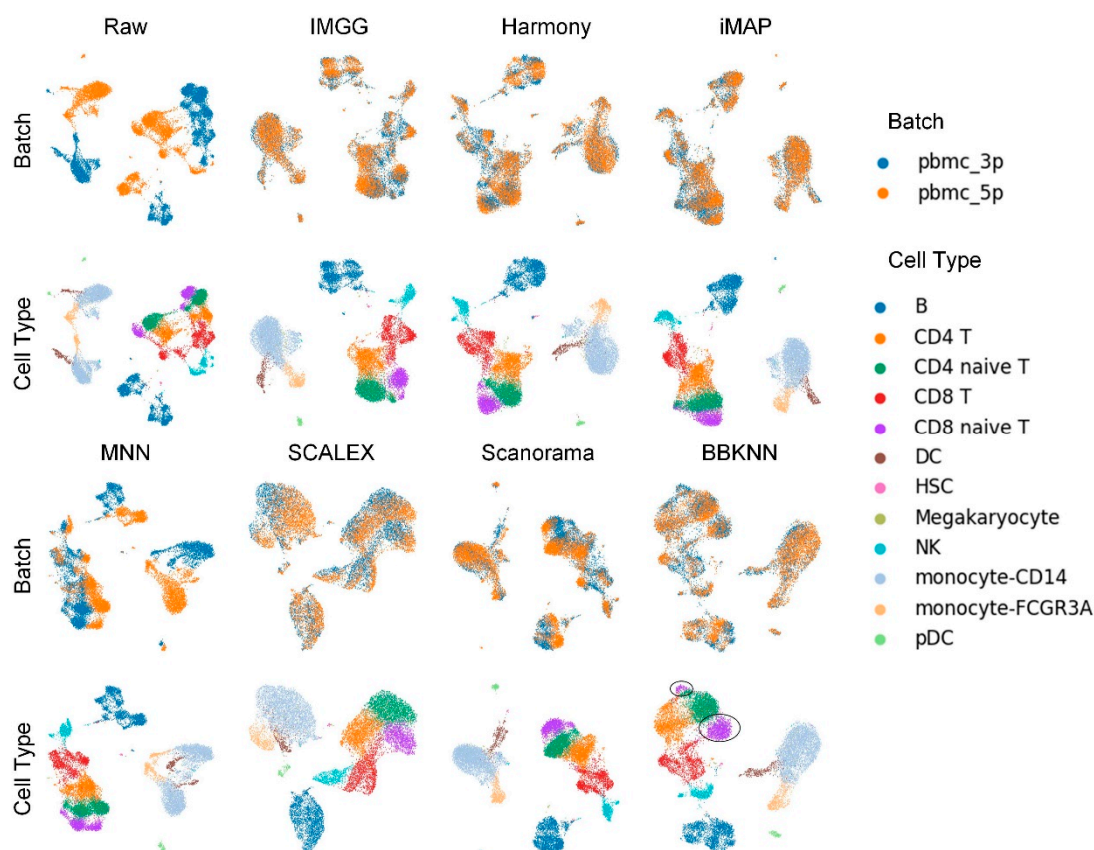 Raw IMGG Harmony iMAP
Batch
Batch
pbmc_3p
pbmc_5p
Cell Type
Cell Type
B
CD4 T
CD4 naive T
CD8 T
CD8 naive T
DC
HSC
Megakaryocyte
NK
monocyte-CD14
monocyte-FCGR3A
pDC
MNN SCALEX Scanorama BBKNN
Batch
Cell Type